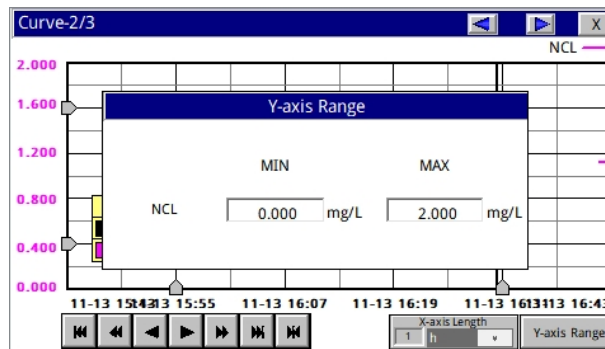 Curve-2/3
X
NCL
2.000
1.600
Y-axis Range
MIN
MAX
1.200
0.800
NCL
0.000
mg/L
2.000
mg/L
0.400
0.000
11-13 15:55
11-13 16:07
11-13 16:19
11-13 16:31
16:43
X-axis Length
1
h
Y-axis Range